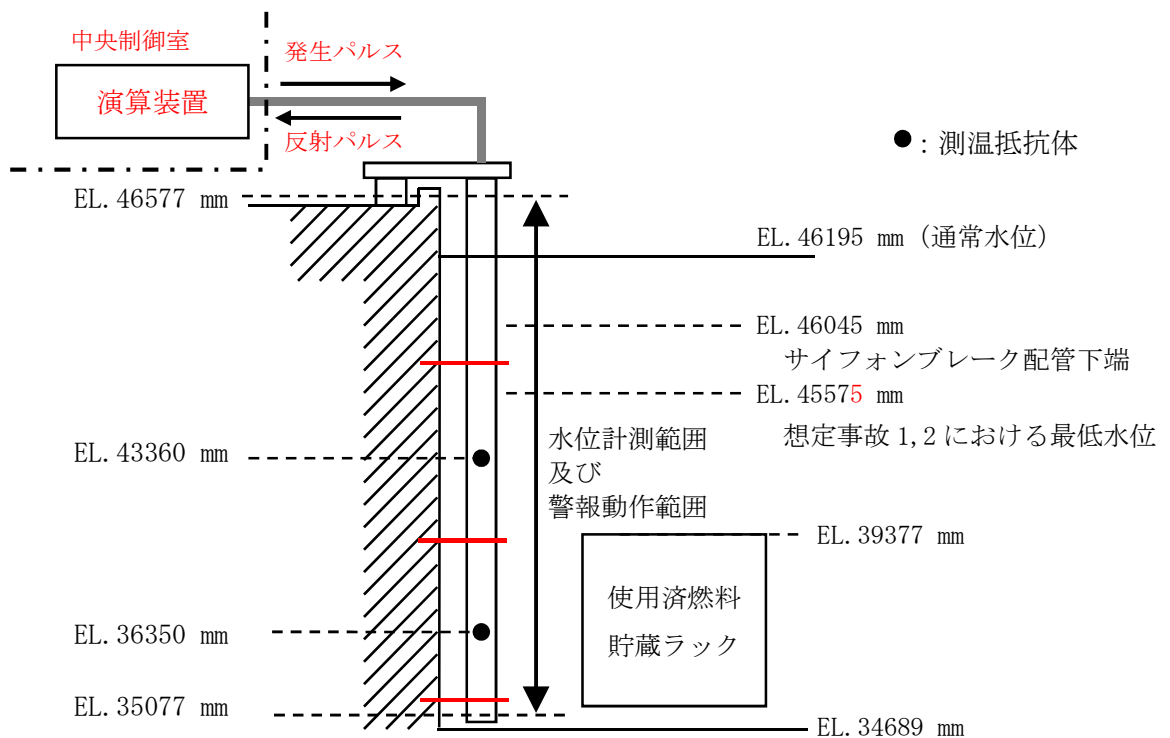 中央制御室
発生パルス
演算装置
反射パルス
●：測温抵抗体
EL.46577 mm
EL.46195 mm（通常水位）
EL.46045 mm
サイフォンブレーク配管下端
EL.45575 mm
想定事故1,2における最低水位
水位計測範囲
及び
警報動作範囲
EL.43360 mm
EL.39377 mm
使用済燃料
貯蔵ラック
EL.36350 mm
EL.35077 mm
EL.34689 mm